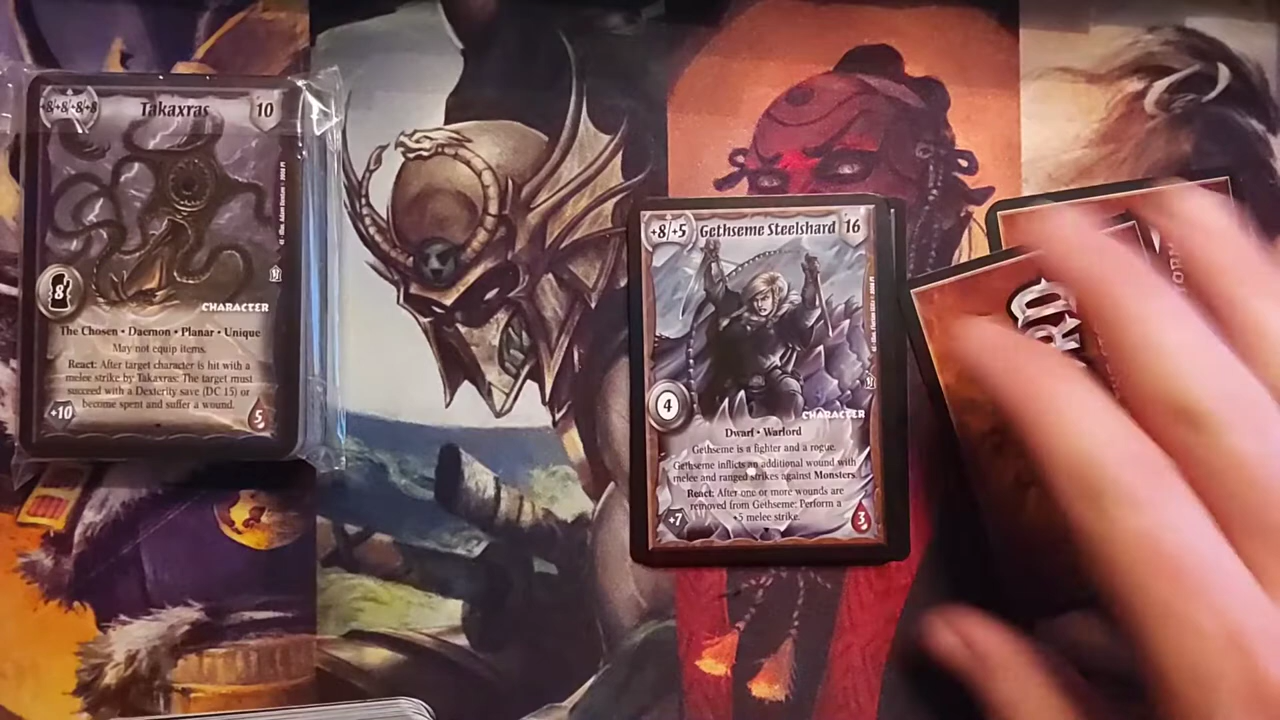 +8/+8/+8/+8
Takaxras
10
8
CHARACTER
The Chosen • Daemon • Planar • Unique
May not equip items.
React: After target character is hit with a
melee strike by Takaxras: The target must
succeed with a Dexterity save (DC 15) or
become spent and suffer a wound.
+10
5
+8/+5
Gethseme Steelshard
16
4
CHARACTER
Dwarf • Warlord
Gethseme is a fighter and a rogue.
Gethseme inflicts an additional wound with
melee and ranged strikes against Monsters.
React: After one or more wounds are
removed from Gethseme: Perform a
+5 melee strike.
+7
3
RD